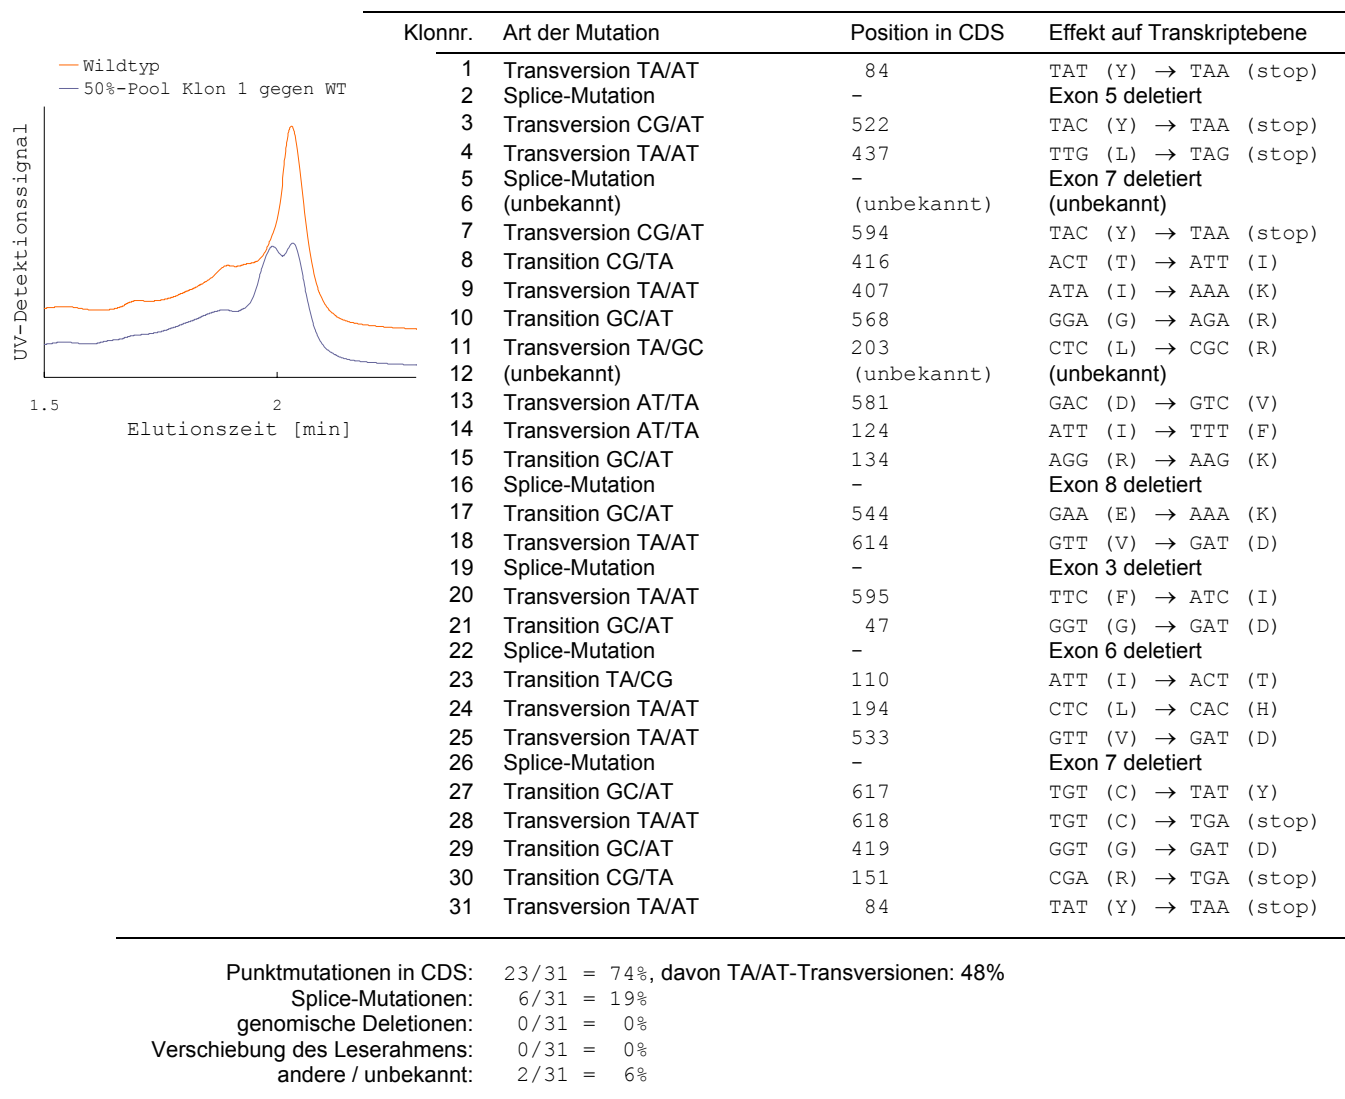 Klonnr. Art der Mutation Position in CDS Effekt auf Transkriptebene
Wildtyp
50%-Pool Klon 1 gegen WT
UV-Detektionssignal
1.5 2
Elutionszeit [min]
1 Transversion TA/AT 84 TAT (Y) → TAA (stop)
2 Splice-Mutation – Exon 5 deletiert
3 Transversion CG/AT 522 TAC (Y) → TAA (stop)
4 Transversion TA/AT 437 TTG (L) → TAG (stop)
5 Splice-Mutation – Exon 7 deletiert
6 (unbekannt) (unbekannt) (unbekannt)
7 Transversion CG/AT 594 TAC (Y) → TAA (stop)
8 Transition CG/TA 416 ACT (T) → ATT (I)
9 Transversion TA/AT 407 ATA (I) → AAA (K)
10 Transition GC/AT 568 GGA (G) → AGA (R)
11 Transversion TA/GC 203 CTC (L) → CGC (R)
12 (unbekannt) (unbekannt) (unbekannt)
13 Transversion AT/TA 581 GAC (D) → GTC (V)
14 Transversion AT/TA 124 ATT (I) → TTT (F)
15 Transition GC/AT 134 AGG (R) → AAG (K)
16 Splice-Mutation – Exon 8 deletiert
17 Transition GC/AT 544 GAA (E) → AAA (K)
18 Transversion TA/AT 614 GTT (V) → GAT (D)
19 Splice-Mutation – Exon 3 deletiert
20 Transversion TA/AT 595 TTC (F) → ATC (I)
21 Transition GC/AT 47 GGT (G) → GAT (D)
22 Splice-Mutation – Exon 6 deletiert
23 Transition TA/CG 110 ATT (I) → ACT (T)
24 Transversion TA/AT 194 CTC (L) → CAC (H)
25 Transversion TA/AT 533 GTT (V) → GAT (D)
26 Splice-Mutation – Exon 7 deletiert
27 Transition GC/AT 617 TGT (C) → TAT (Y)
28 Transversion TA/AT 618 TGT (C) → TGA (stop)
29 Transition GC/AT 419 GGT (G) → GAT (D)
30 Transition CG/TA 151 CGA (R) → TGA (stop)
31 Transversion TA/AT 84 TAT (Y) → TAA (stop)
Punktmutationen in CDS: 23/31 = 74%, davon TA/AT-Transversionen: 48%
Splice-Mutationen: 6/31 = 19%
genomische Deletionen: 0/31 = 0%
Verschiebung des Leserahmens: 0/31 = 0%
andere / unbekannt: 2/31 = 6%